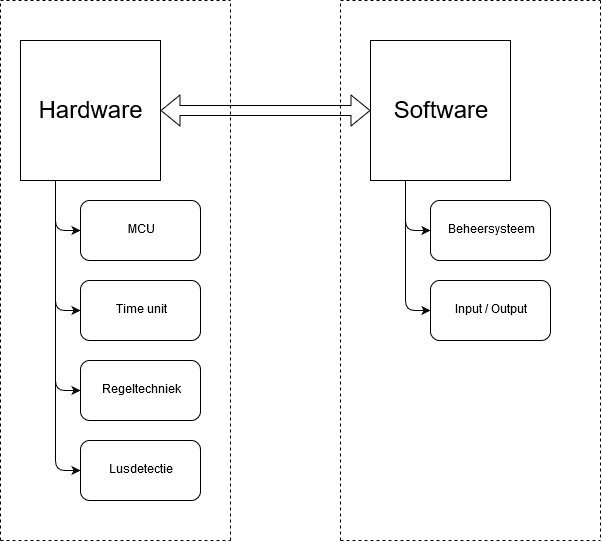 Hardware
MCU
Time unit
Regeltechniek
Lusdetectie
Software
Beheersysteem
Input / Output